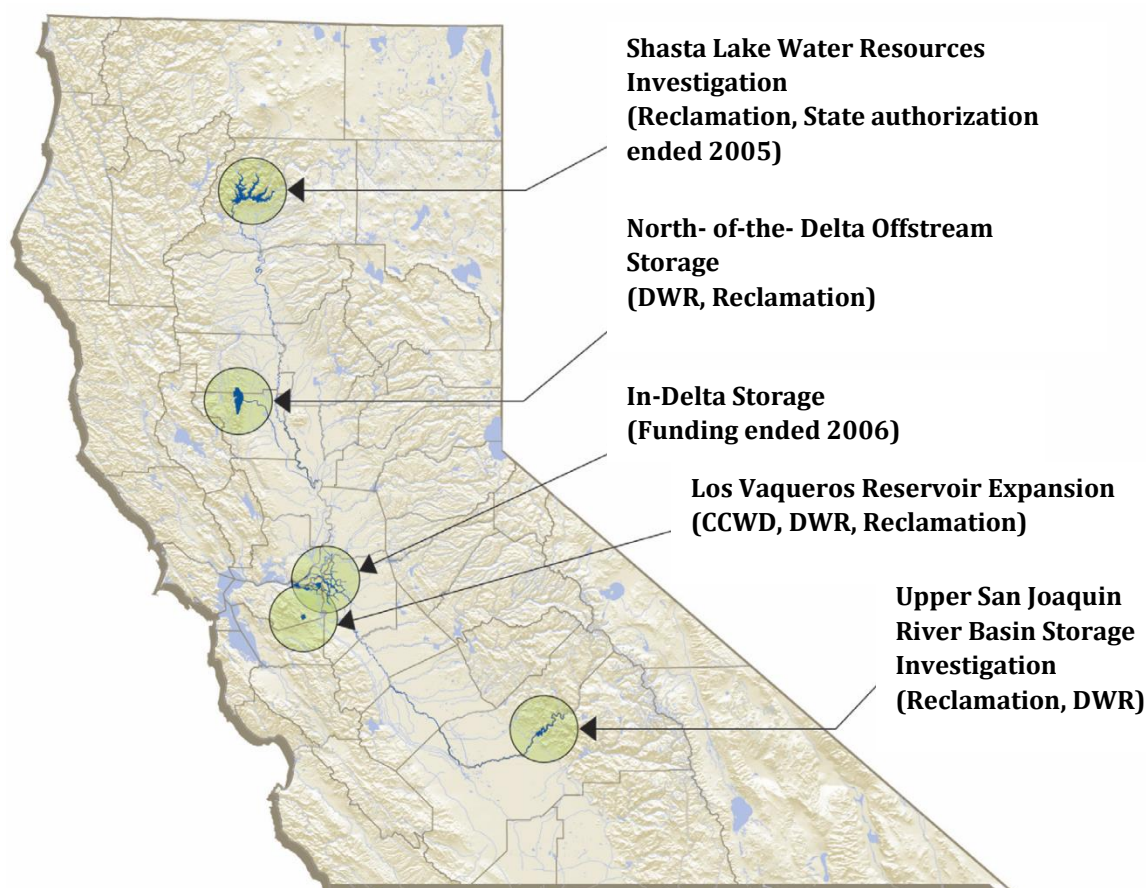 Shasta Lake Water Resources
Investigation
(Reclamation, State authorization
ended 2005)
North- of-the- Delta Offstream
Storage
(DWR, Reclamation)
In-Delta Storage
(Funding ended 2006)
Los Vaqueros Reservoir Expansion
(CCWD, DWR, Reclamation)
Upper San Joaquin
River Basin Storage
Investigation
(Reclamation, DWR)